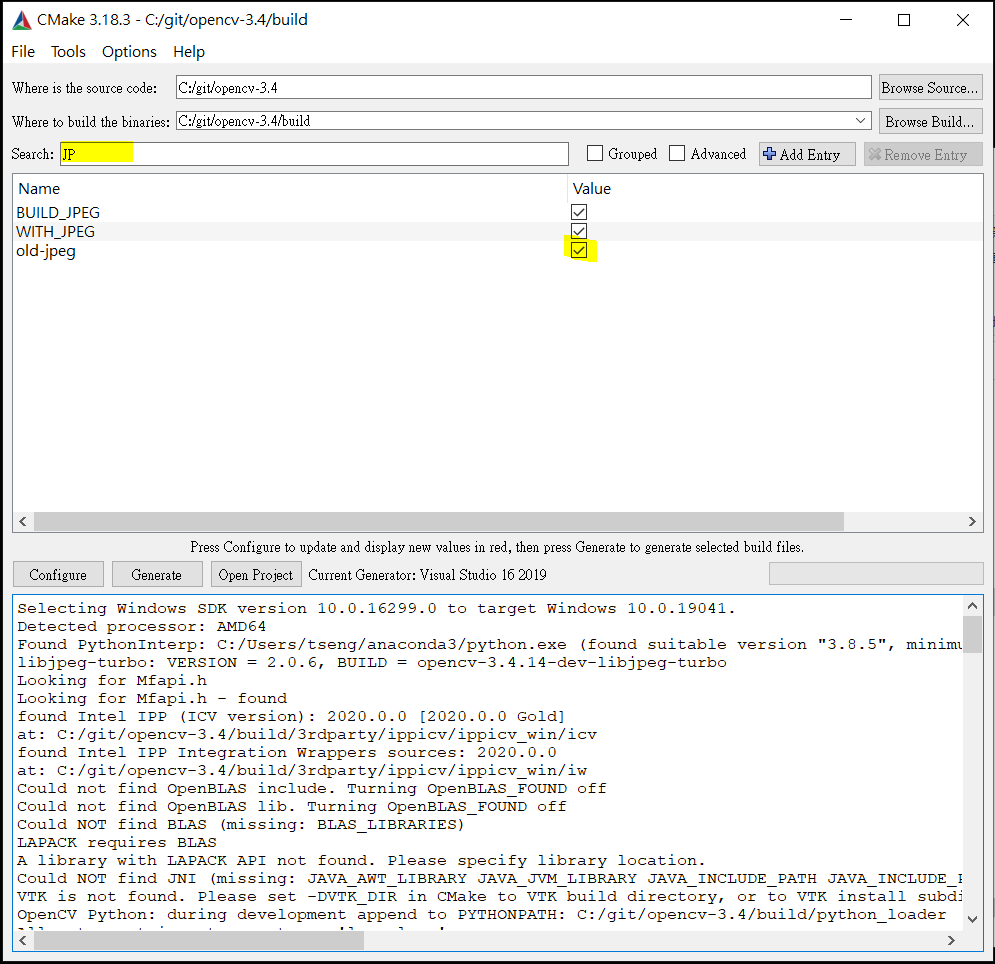 CMake 3.18.3 - C:/git/opencv-3.4/build
File Tools Options Help
Where is the source code: C:/git/opencv-3.4 Browse Source...
Where to build the binaries: C:/git/opencv-3.4/build Browse Build...
Search: JP Grouped Advanced Add Entry Remove Entry
Name Value
BUILD_JPEG
WITH_JPEG
old-jpeg
Press Configure to update and display new values in red, then press Generate to generate selected build files.
Configure Generate Open Project Current Generator: Visual Studio 16 2019
Selecting Windows SDK version 10.0.16299.0 to target Windows 10.0.19041.
Detected processor: AMD64
Found PythonInterp: C:/Users/tseng/anaconda3/python.exe (found suitable version "3.8.5", minimu
libjpeg-turbo: VERSION = 2.0.6, BUILD = opencv-3.4.14-dev-libjpeg-turbo
Looking for Mfapi.h
Looking for Mfapi.h - found
found Intel IPP (ICV version): 2020.0.0 [2020.0.0 Gold]
at: C:/git/opencv-3.4/build/3rdparty/ippicv/ippicv_win/icv
found Intel IPP Integration Wrappers sources: 2020.0.0
at: C:/git/opencv-3.4/build/3rdparty/ippicv/ippicv_win/iw
Could not find OpenBLAS include. Turning OpenBLAS_FOUND off
Could not find OpenBLAS lib. Turning OpenBLAS_FOUND off
Could NOT find BLAS (missing: BLAS_LIBRARIES)
LAPACK requires BLAS
A library with LAPACK API not found. Please specify library location.
Could NOT find JNI (missing: JAVA_AWT_LIBRARY JAVA_JVM_LIBRARY JAVA_INCLUDE_PATH JAVA_INCLUDE_P
VTK is not found. Please set -DVTK_DIR in CMake to VTK build directory, or to VTK install subdi
OpenCV Python: during development append to PYTHONPATH: C:/git/opencv-3.4/build/python_loader